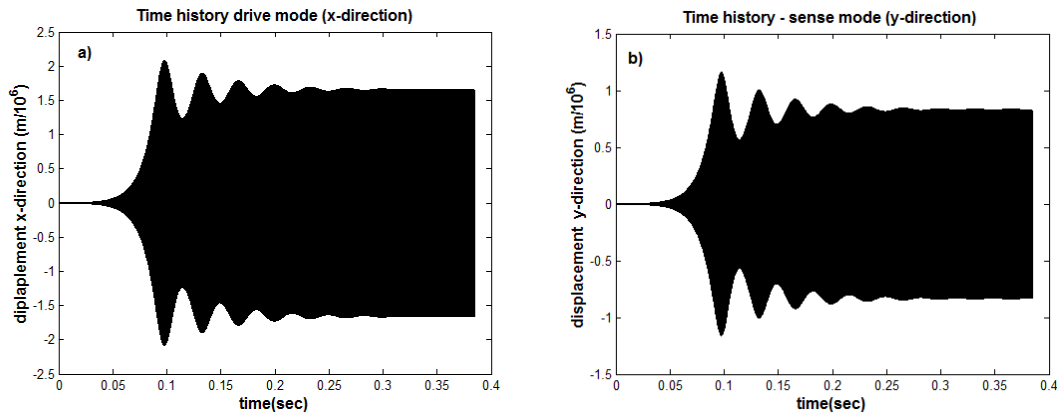 Time history drive mode (x-direction)
a)
diplaplement x-direction (m/10⁶)
2.5
2
1.5
1
0.5
0
-0.5
-1
-1.5
-2
-2.5
0 0.05 0.1 0.15 0.2 0.25 0.3 0.35 0.4
time(sec)
Time history - sense mode (y-direction)
b)
displacement y-direction (m/10⁶)
1.5
1
0.5
0
-0.5
-1
-1.5
0 0.05 0.1 0.15 0.2 0.25 0.3 0.35 0.4
time(sec)